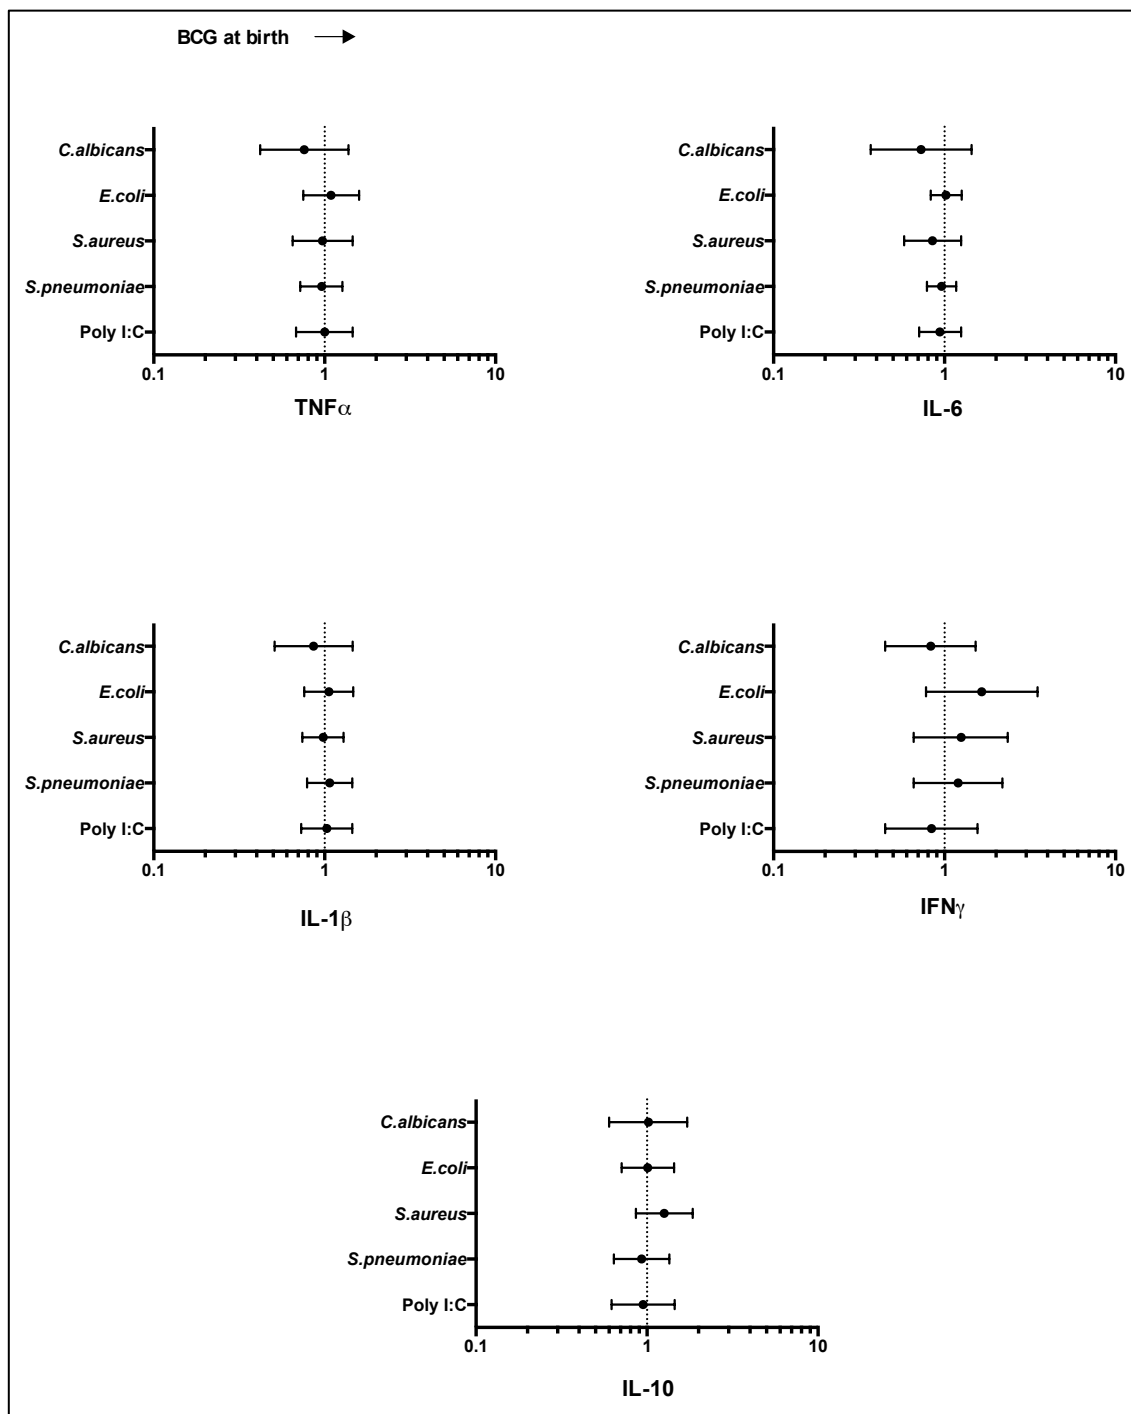 BCG at birth →
C.albicans
E.coli
S.aureus
S.pneumoniae
Poly I:C
0.1 1 10
TNFα
C.albicans
E.coli
S.aureus
S.pneumoniae
Poly I:C
0.1 1 10
IL-6
C.albicans
E.coli
S.aureus
S.pneumoniae
Poly I:C
0.1 1 10
IL-1β
C.albicans
E.coli
S.aureus
S.pneumoniae
Poly I:C
0.1 1 10
IFNγ
C.albicans
E.coli
S.aureus
S.pneumoniae
Poly I:C
0.1 1 10
IL-10